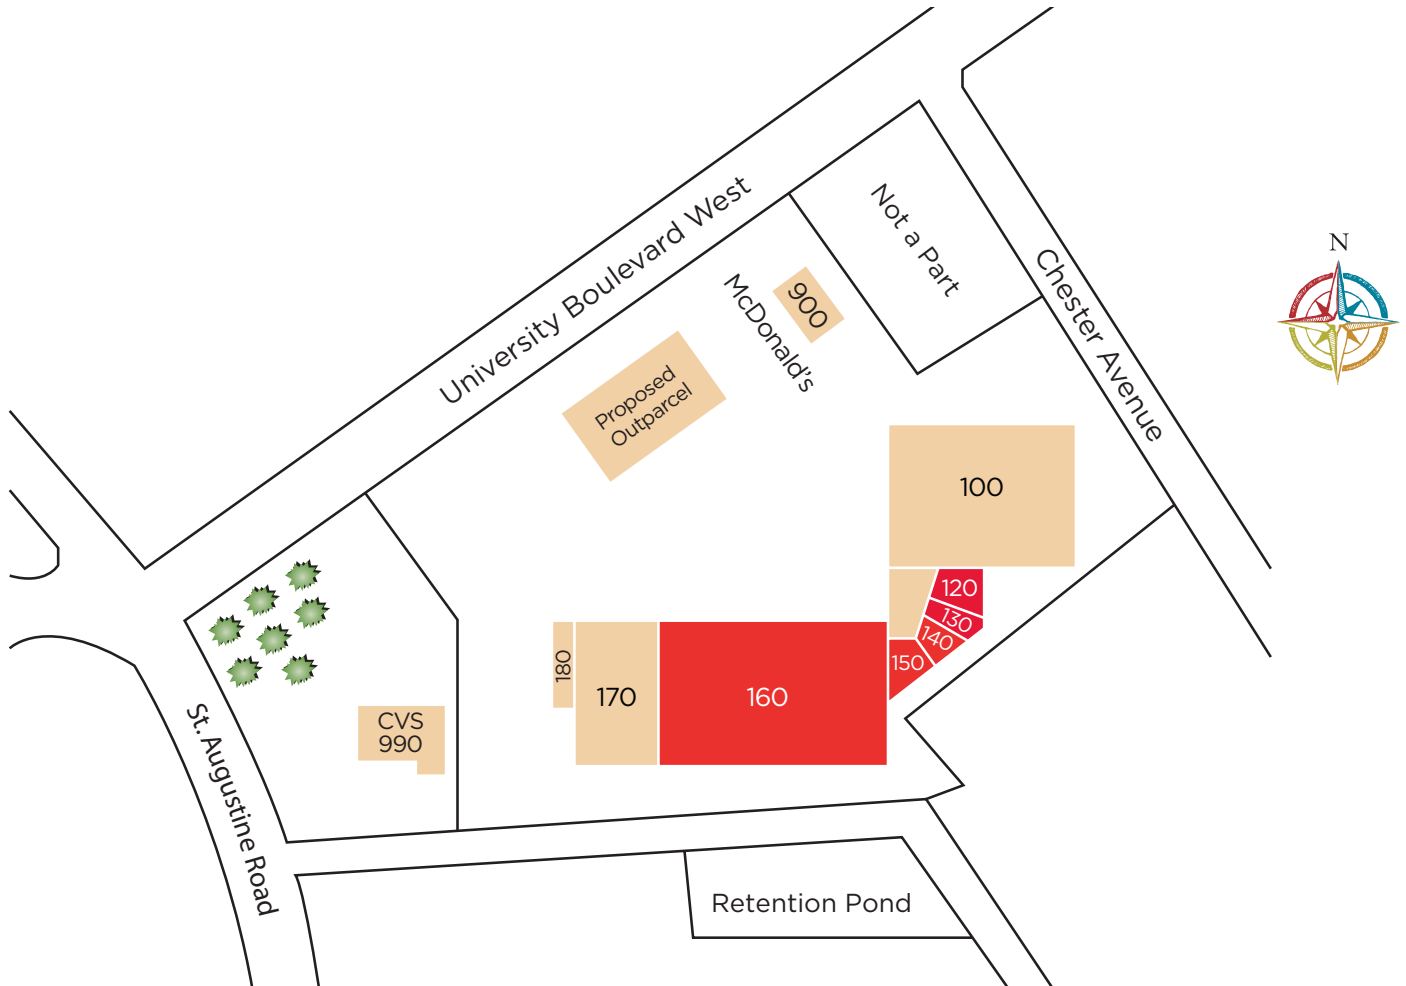 N
University Boulevard West
Not a Part
Chester Avenue
McDonald's
900
Proposed
Outparcel
100
120
130
140
150
160
170
180
CVS
990
St. Augustine Road
Retention Pond